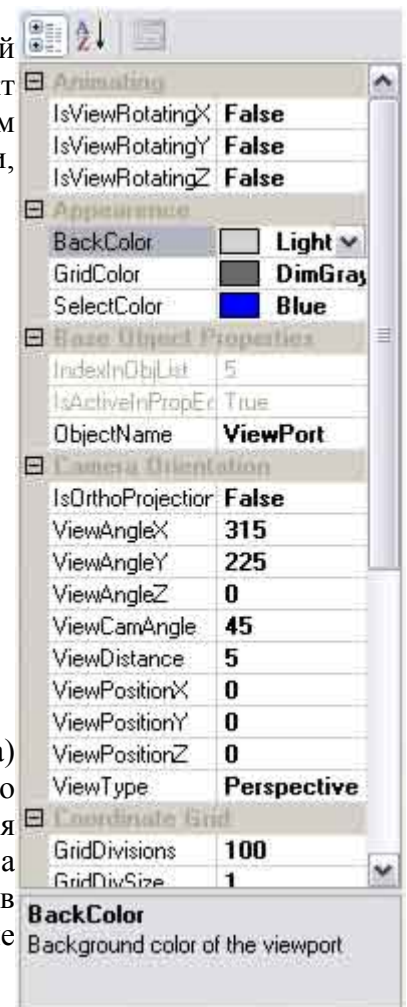 й
A
Z
т
Animating
м
IsViewRotatingX False
IsViewRotatingY False
и,
IsViewRotatingZ False
Appearence
BackColor Light
GridColor DimGray
SelectColor Blue
Base Object Properties
IndexInObjList 5
IsActiveInPropEd True
ObjectName ViewPort
Camera Orientation
IsOrthoProjection False
ViewAngleX 315
ViewAngleY 225
ViewAngleZ 0
ViewCamAngle 45
ViewDistance 5
ViewPositionX 0
ViewPositionY 0
а)
ViewPositionZ 0
о
ViewType Perspective
я
Coordinate Grid
GridDivisions 100
а
GridDivSize 1
в
BackColor
е
Background color of the viewport